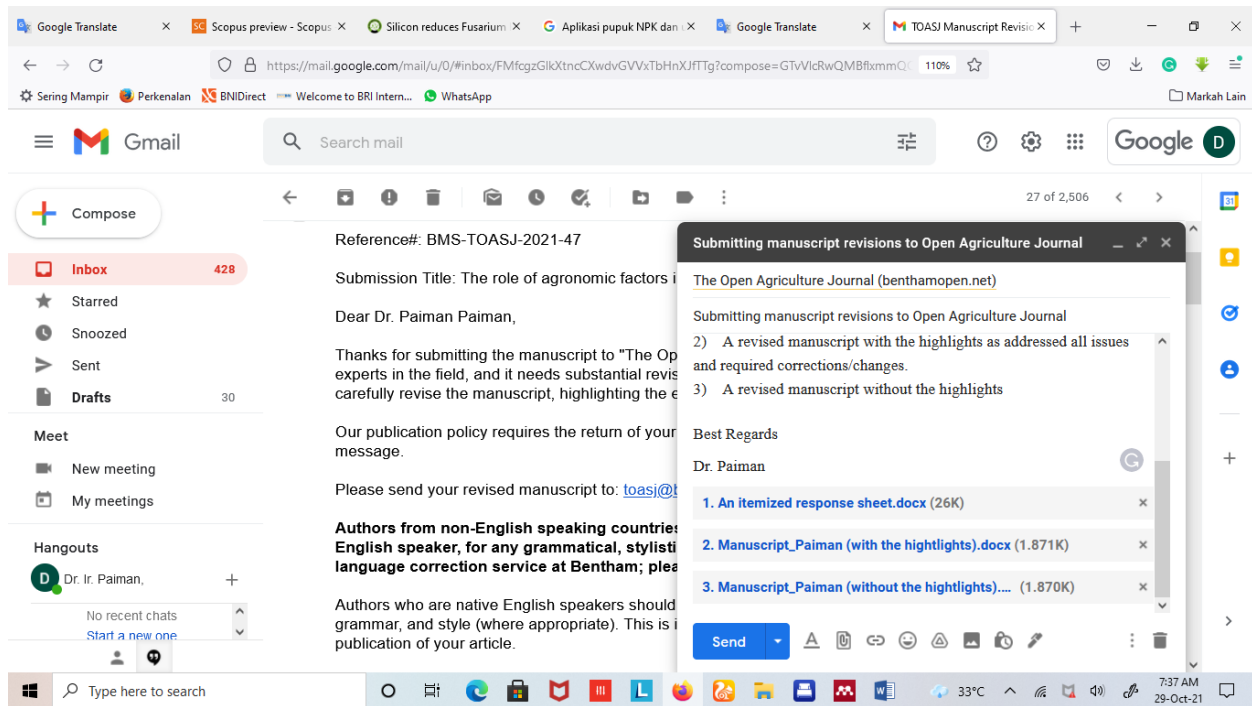 Google Translate
Scopus preview - Scopus
Silicon reduces Fusarium
Aplikasi pupuk NPK dan u
Google Translate
TOASJ Manuscript Revisio
https://mail.google.com/mail/u/0/#inbox/FMfcgzGlkXtncCXwdvGVVxTbHnXJfTTg?compose=GTvVlcRwQMBflxmmQC
110%
Sering Mampir
Perkenalan
BNIDirect
Welcome to BRI Intern...
WhatsApp
Markah Lain
Gmail
Search mail
Google
D
Compose
27 of 2,506
Inbox 428
Starred
Snoozed
Sent
Drafts 30
Meet
New meeting
My meetings
Hangouts
D Dr. Ir. Paiman,
No recent chats
Start a new one
Reference#: BMS-TOASJ-2021-47
Submission Title: The role of agronomic factors i
Dear Dr. Paiman Paiman,
Thanks for submitting the manuscript to "The Op
experts in the field, and it needs substantial revis
carefully revise the manuscript, highlighting the e
Our publication policy requires the return of your
message.
Please send your revised manuscript to: toasj@b
Authors from non-English speaking countries
English speaker, for any grammatical, stylisti
language correction service at Bentham; plea
Authors who are native English speakers should
grammar, and style (where appropriate). This is i
publication of your article.
Submitting manuscript revisions to Open Agriculture Journal
The Open Agriculture Journal (benthamopen.net)
Submitting manuscript revisions to Open Agriculture Journal
2) A revised manuscript with the highlights as addressed all issues
and required corrections/changes.
3) A revised manuscript without the highlights
Best Regards
Dr. Paiman
1. An itemized response sheet.docx (26K)
2. Manuscript_Paiman (with the hightlights).docx (1.871K)
3. Manuscript_Paiman (without the hightlights).... (1.870K)
Send
31
Type here to search
33°C
7:37 AM
29-Oct-21